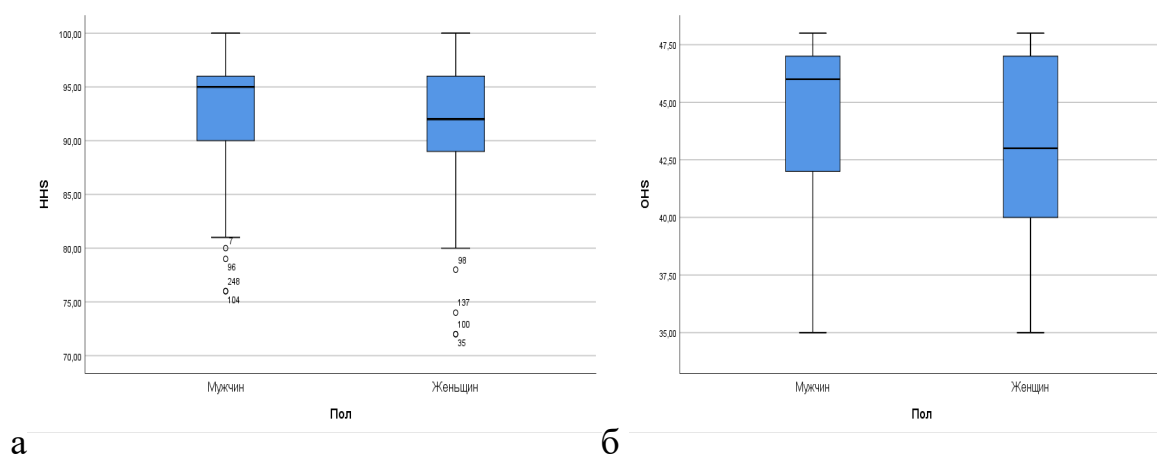 100,00
95,00
90,00
85,00
80,00
75,00
70,00
HHS
7
96
248
104
98
137
100
35
Мужчин
Женьщин
Пол
а
47,50
45,00
42,50
40,00
37,50
35,00
OHS
Мужчин
Женщин
Пол
б